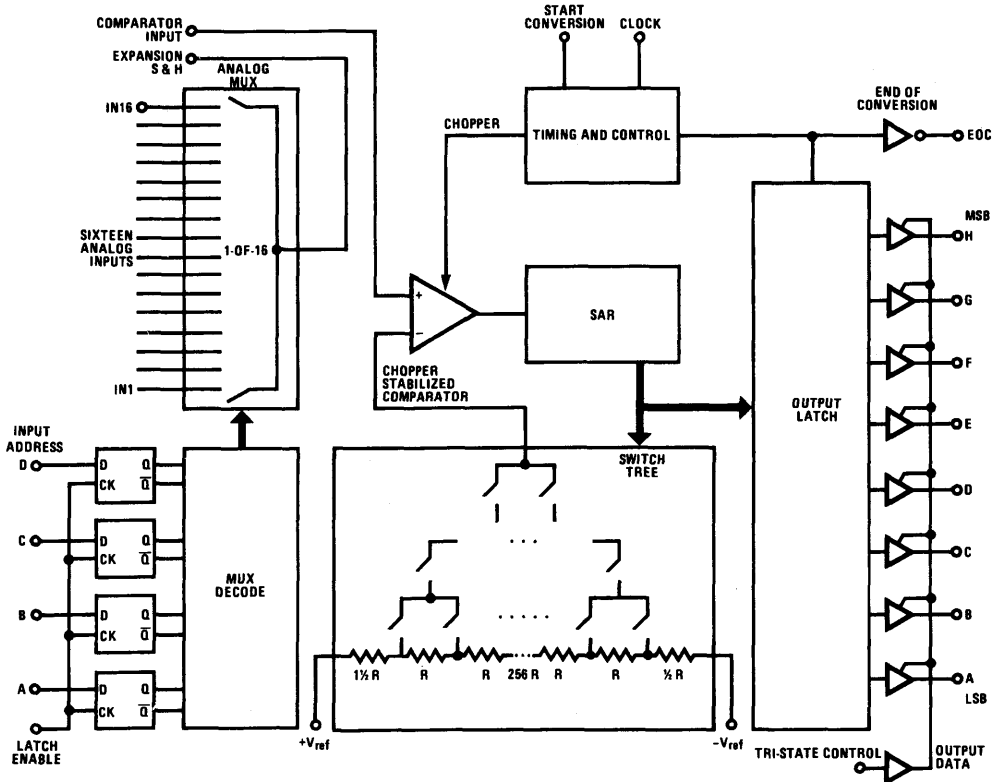 COMPARATOR
INPUT
EXPANSION
S & H
ANALOG
MUX
IN16
SIXTEEN
ANALOG
INPUTS
1-OF-16
IN1
START
CONVERSION
CLOCK
CHOPPER
TIMING AND CONTROL
END OF
CONVERSION
EOC
+
−
CHOPPER
STABILIZED
COMPARATOR
SAR
OUTPUT
LATCH
MSB
H
G
F
E
D
C
B
A
LSB
INPUT
ADDRESS
D
D Q
CK Q̅
C
D Q
CK Q̅
B
D Q
CK Q̅
A
D Q
CK Q̅
LATCH
ENABLE
MUX
DECODE
SWITCH
TREE
. . .
. . . . .
1½ R R R 256 R R R ½ R
+Vref
−Vref
TRI-STATE CONTROL
OUTPUT
DATA